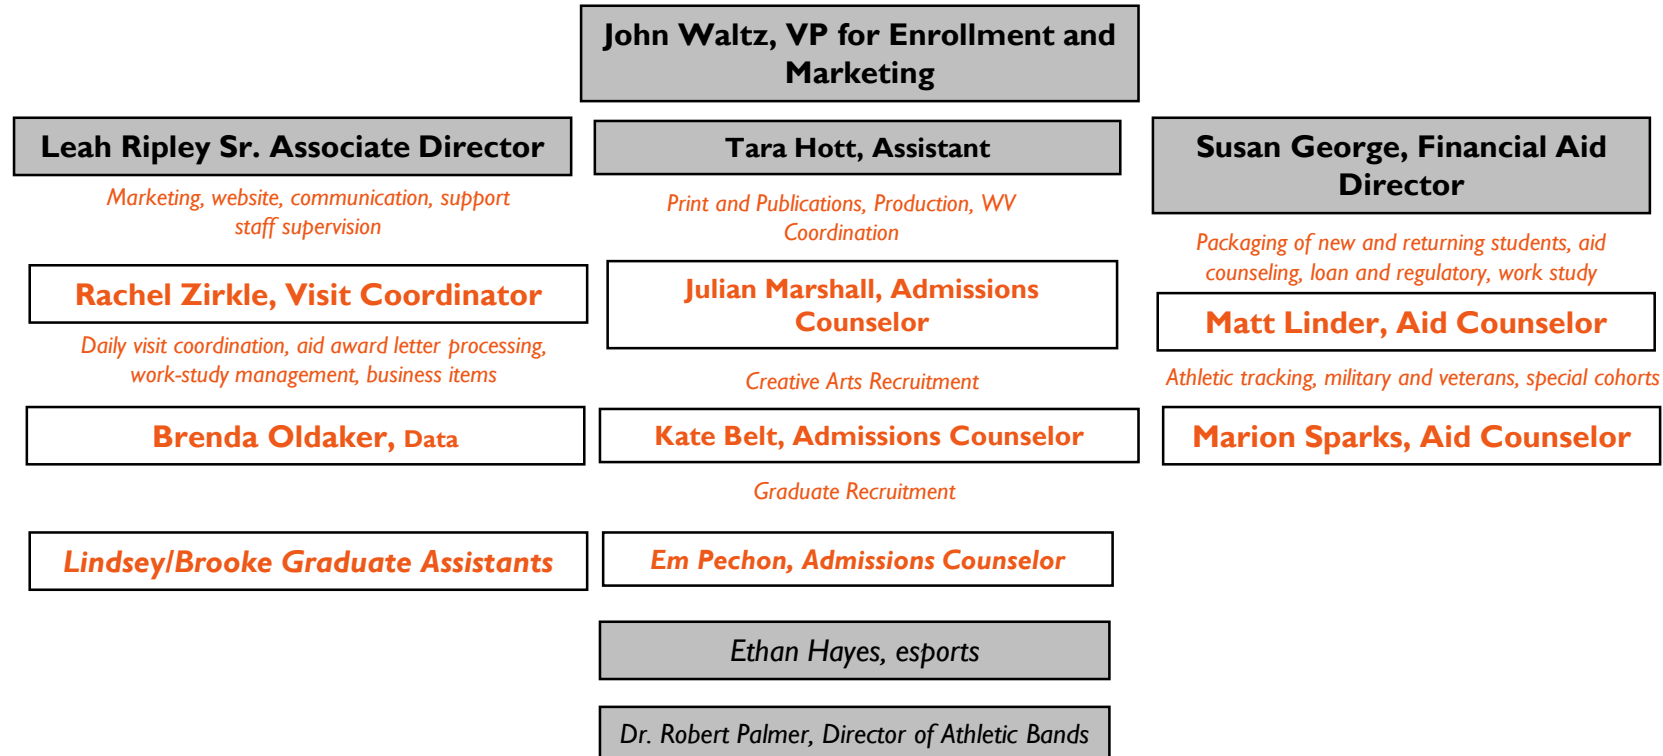 John Waltz, VP for Enrollment and
Marketing
Leah Ripley Sr. Associate Director
Marketing, website, communication, support
staff supervision
Rachel Zirkle, Visit Coordinator
Daily visit coordination, aid award letter processing,
work-study management, business items
Brenda Oldaker, Data
Lindsey/Brooke Graduate Assistants
Tara Hott, Assistant
Print and Publications, Production, WV
Coordination
Julian Marshall, Admissions
Counselor
Creative Arts Recruitment
Kate Belt, Admissions Counselor
Graduate Recruitment
Em Pechon, Admissions Counselor
Ethan Hayes, esports
Dr. Robert Palmer, Director of Athletic Bands
Susan George, Financial Aid
Director
Packaging of new and returning students, aid
counseling, loan and regulatory, work study
Matt Linder, Aid Counselor
Athletic tracking, military and veterans, special cohorts
Marion Sparks, Aid Counselor